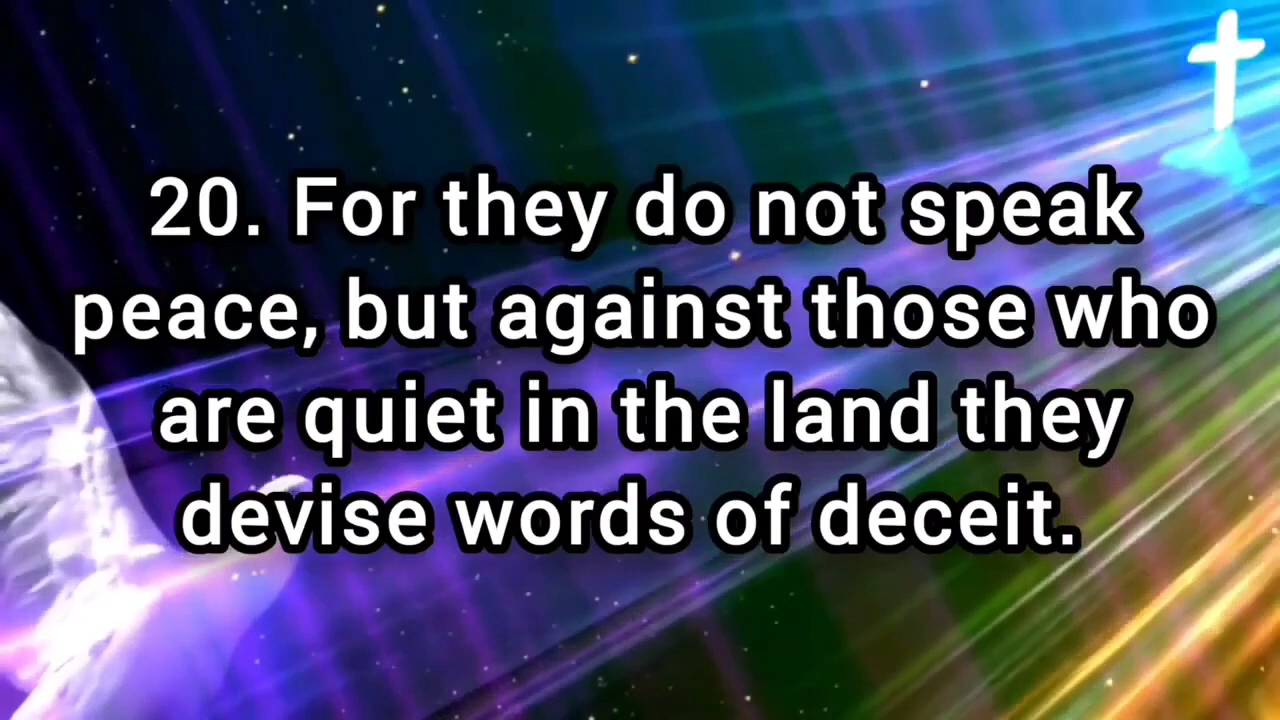 20. For they do not speak
peace, but against those who
are quiet in the land they
devise words of deceit.